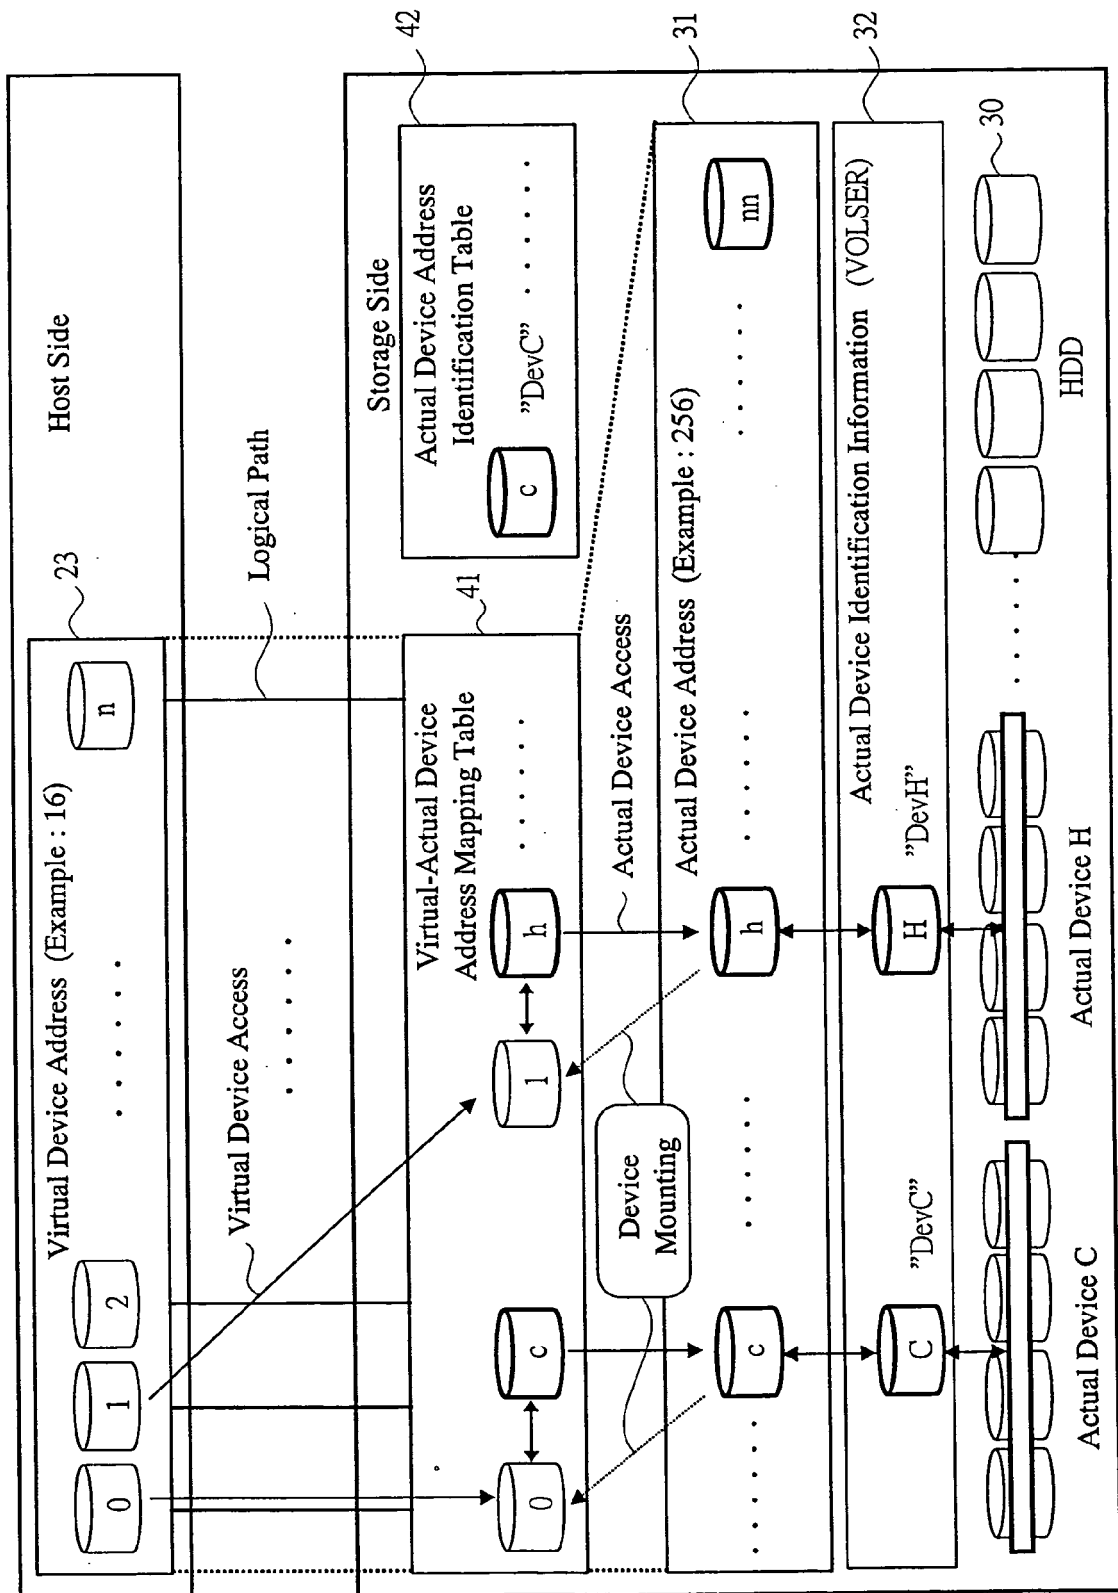 Host Side
23
Virtual Device Address (Example : 16)
0
1
2
. . . . . .
n
Virtual Device Access
. . . . . .
Logical Path
Storage Side
42
Actual Device Address
Identification Table
c
"DevC"
. . . . . . .
41
Virtual-Actual Device
Address Mapping Table
0
c
1
h
. . . . . .
Device
Mounting
Actual Device Access
31
Actual Device Address (Example : 256)
. . . . . .
c
. . . . . .
h
. . . . . .
. . . . . .
nn
32
Actual Device Identification Information (VOLSER)
C
"DevC"
H
"DevH"
30
. . . . . .
Actual Device C
Actual Device H
HDD